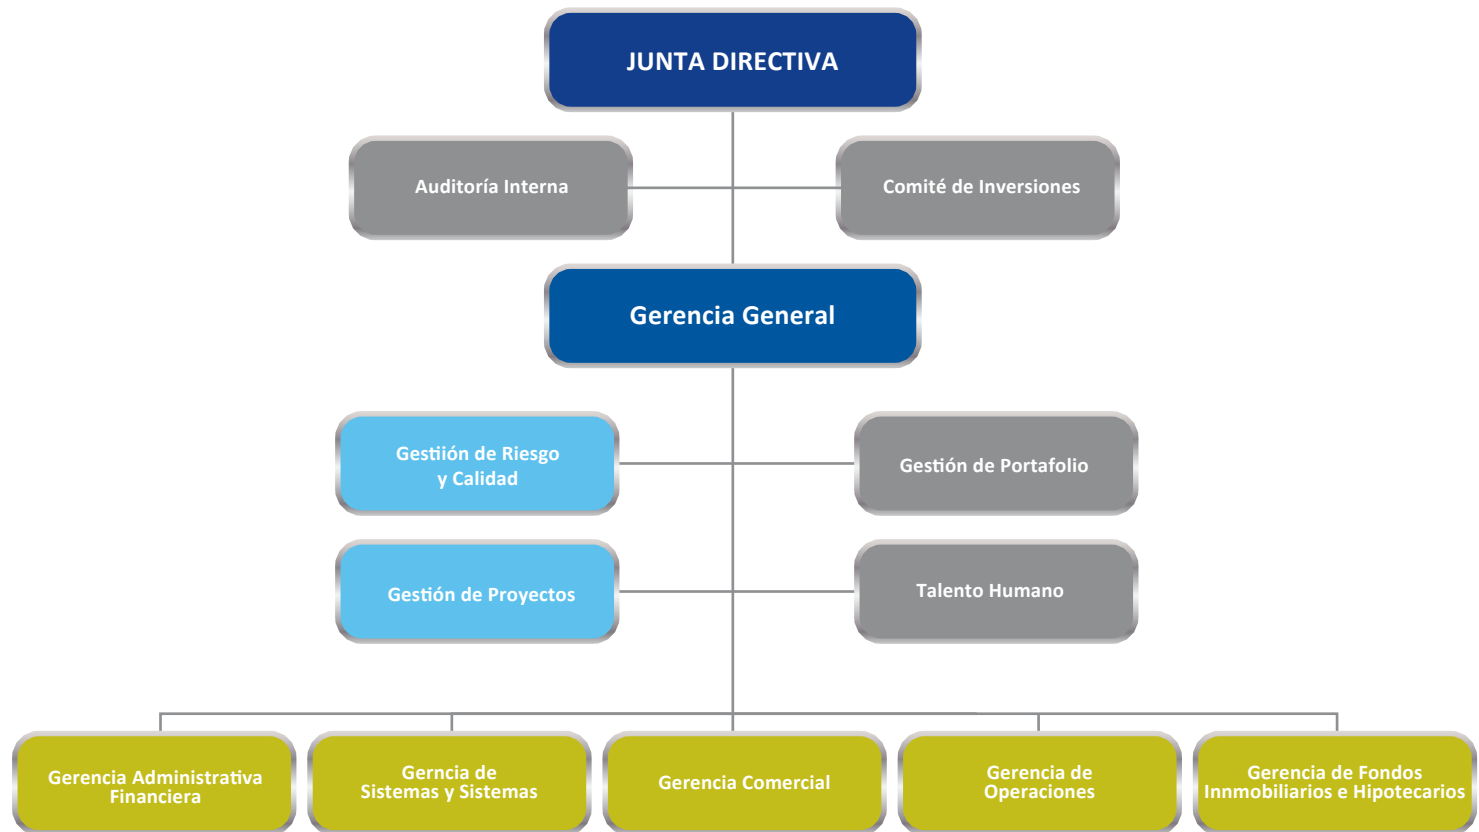 JUNTA DIRECTIVA
Auditoría Interna
Comité de Inversiones
Gerencia General
Gestiión de Riesgo
y Calidad
Gestión de Portafolio
Gestión de Proyectos
Talento Humano
Gerencia Administrativa
Financiera
Gerncia de
Sistemas y Sistemas
Gerencia Comercial
Gerencia de
Operaciones
Gerencia de Fondos
Innmobiliarios e Hipotecarios